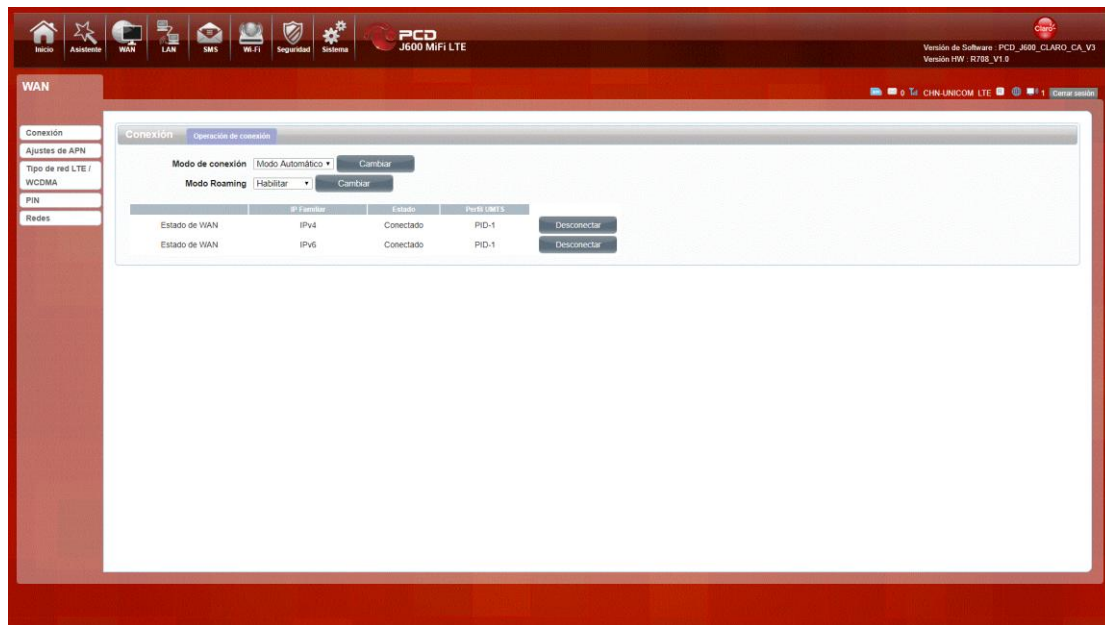 Inicio Asistente WAN LAN SMS Wi-Fi Seguridad Sistema
PCD
J600 MiFi LTE
Claro
Versión de Software : PCD_J600_CLARO_CA_V3
Versión HW : R708_V1.0
WAN
0 CHN-UNICOM LTE 1 Cerrar sesión
Conexión
Ajustes de APN
Tipo de red LTE /
WCDMA
PIN
Redes
Conexión Operación de conexión
Modo de conexión Modo Automático Cambiar
Modo Roaming Habilitar Cambiar
IP Familiar Estado Perfil UMTS
Estado de WAN IPv4 Conectado PID-1 Desconectar
Estado de WAN IPv6 Conectado PID-1 Desconectar